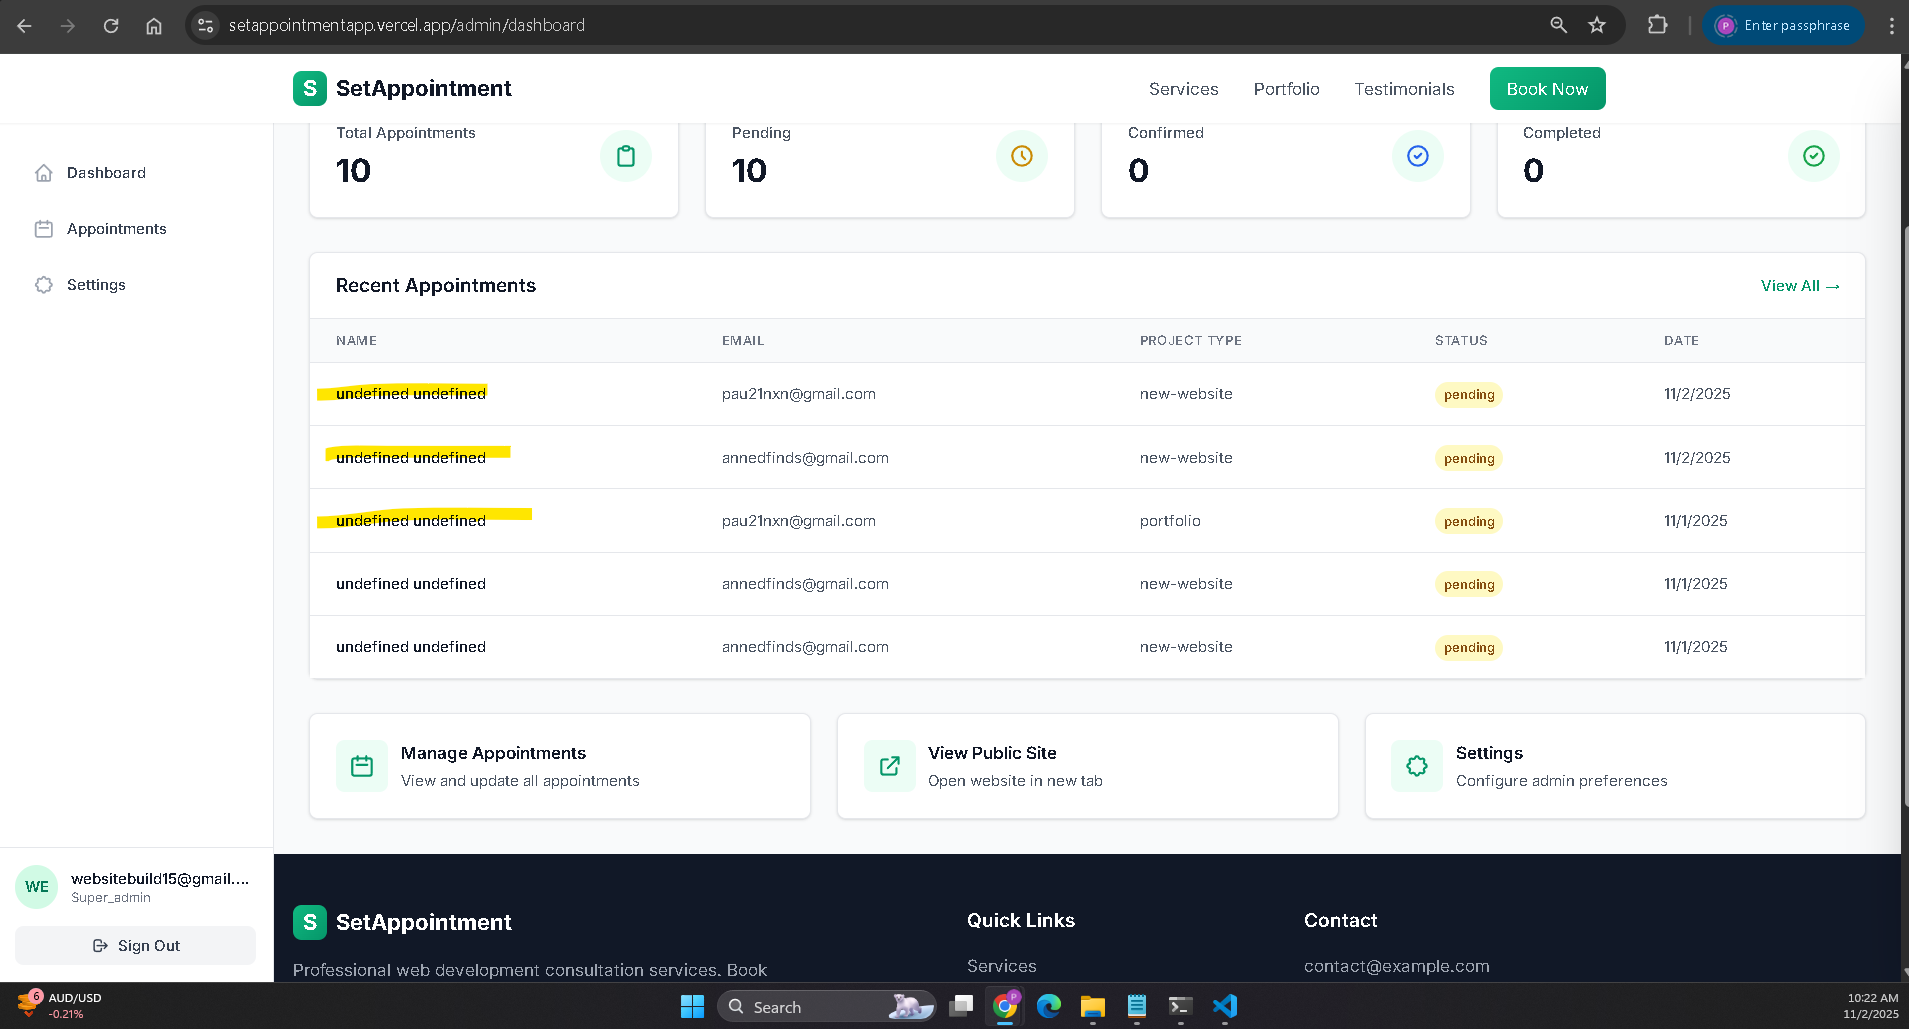 setappointmentapp.vercel.app/admin/dashboard
P Enter passphrase
S SetAppointment
Services Portfolio Testimonials Book Now
Dashboard
Appointments
Settings
Total Appointments
10
Pending
10
Confirmed
0
Completed
0
Recent Appointments
View All →
NAME EMAIL PROJECT TYPE STATUS DATE
undefined undefined pau21nxn@gmail.com new-website pending 11/2/2025
undefined undefined annedfinds@gmail.com new-website pending 11/2/2025
undefined undefined pau21nxn@gmail.com portfolio pending 11/1/2025
undefined undefined annedfinds@gmail.com new-website pending 11/1/2025
undefined undefined annedfinds@gmail.com new-website pending 11/1/2025
Manage Appointments
View and update all appointments
View Public Site
Open website in new tab
Settings
Configure admin preferences
WE
websitebuild15@gmail....
Super_admin
Sign Out
S SetAppointment
Professional web development consultation services. Book
Quick Links
Services
Contact
contact@example.com
6
AUD/USD
-0.21%
Search
P
10:22 AM
11/2/2025